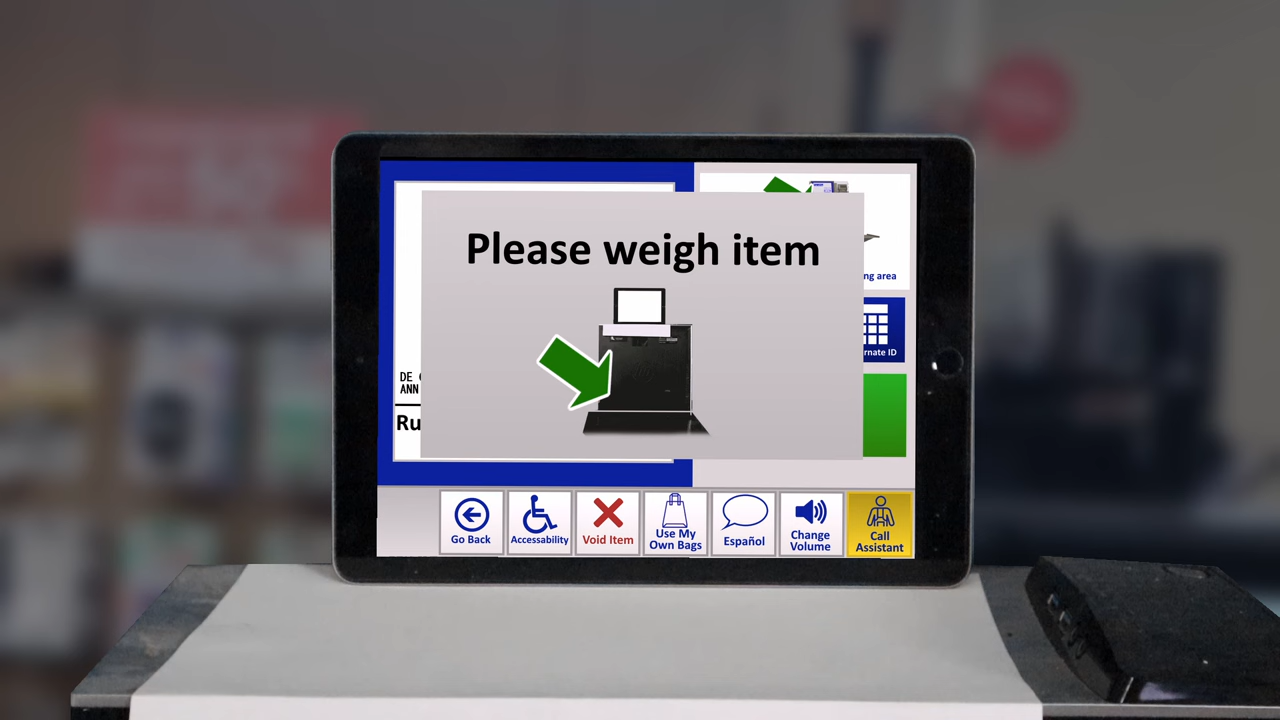 Please weigh item
ng area
rnate ID
DE
ANN
Ru
Go Back
Accessability
Void Item
Use My
Own Bags
Español
Change
Volume
Call
Assistant